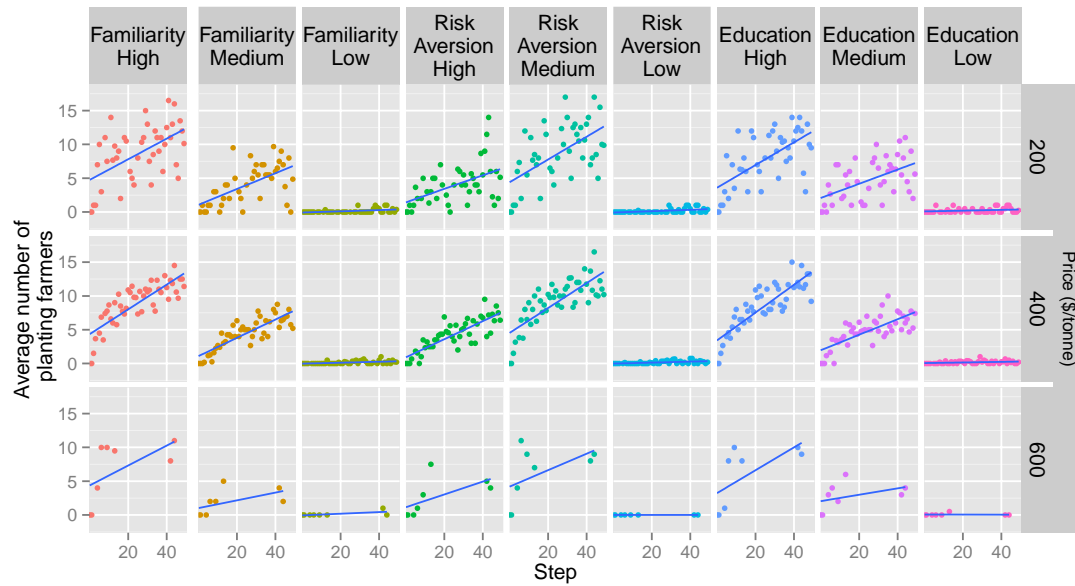 Familiarity High
Familiarity Medium
Familiarity Low
Risk Aversion High
Risk Aversion Medium
Risk Aversion Low
Education High
Education Medium
Education Low
Average number of
planting farmers
15
10
5
0
200
15
10
5
0
400
15
10
5
0
600
Price ($/tonne)
20 40 20 40 20 40 20 40 20 40 20 40 20 40 20 40 20 40
Step